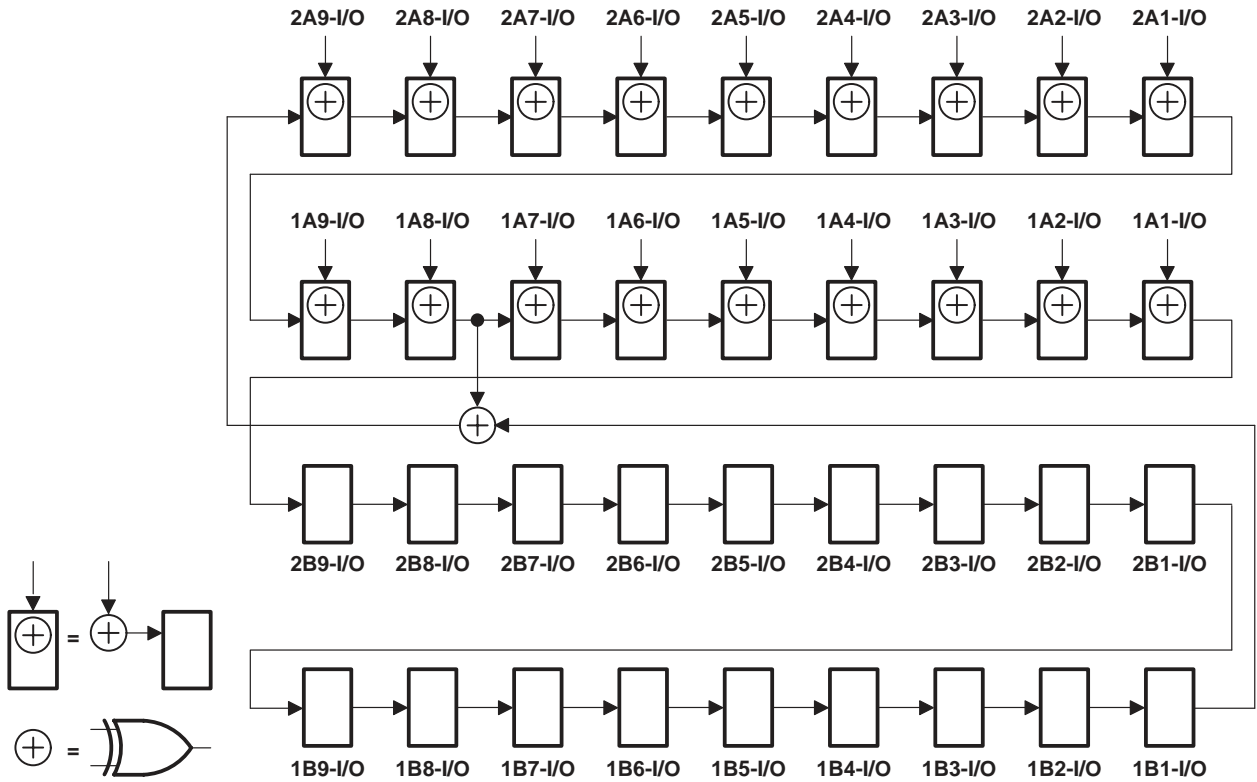 2A9-I/O 2A8-I/O 2A7-I/O 2A6-I/O 2A5-I/O 2A4-I/O 2A3-I/O 2A2-I/O 2A1-I/O
1A9-I/O 1A8-I/O 1A7-I/O 1A6-I/O 1A5-I/O 1A4-I/O 1A3-I/O 1A2-I/O 1A1-I/O
2B9-I/O 2B8-I/O 2B7-I/O 2B6-I/O 2B5-I/O 2B4-I/O 2B3-I/O 2B2-I/O 2B1-I/O
=
=
1B9-I/O 1B8-I/O 1B7-I/O 1B6-I/O 1B5-I/O 1B4-I/O 1B3-I/O 1B2-I/O 1B1-I/O